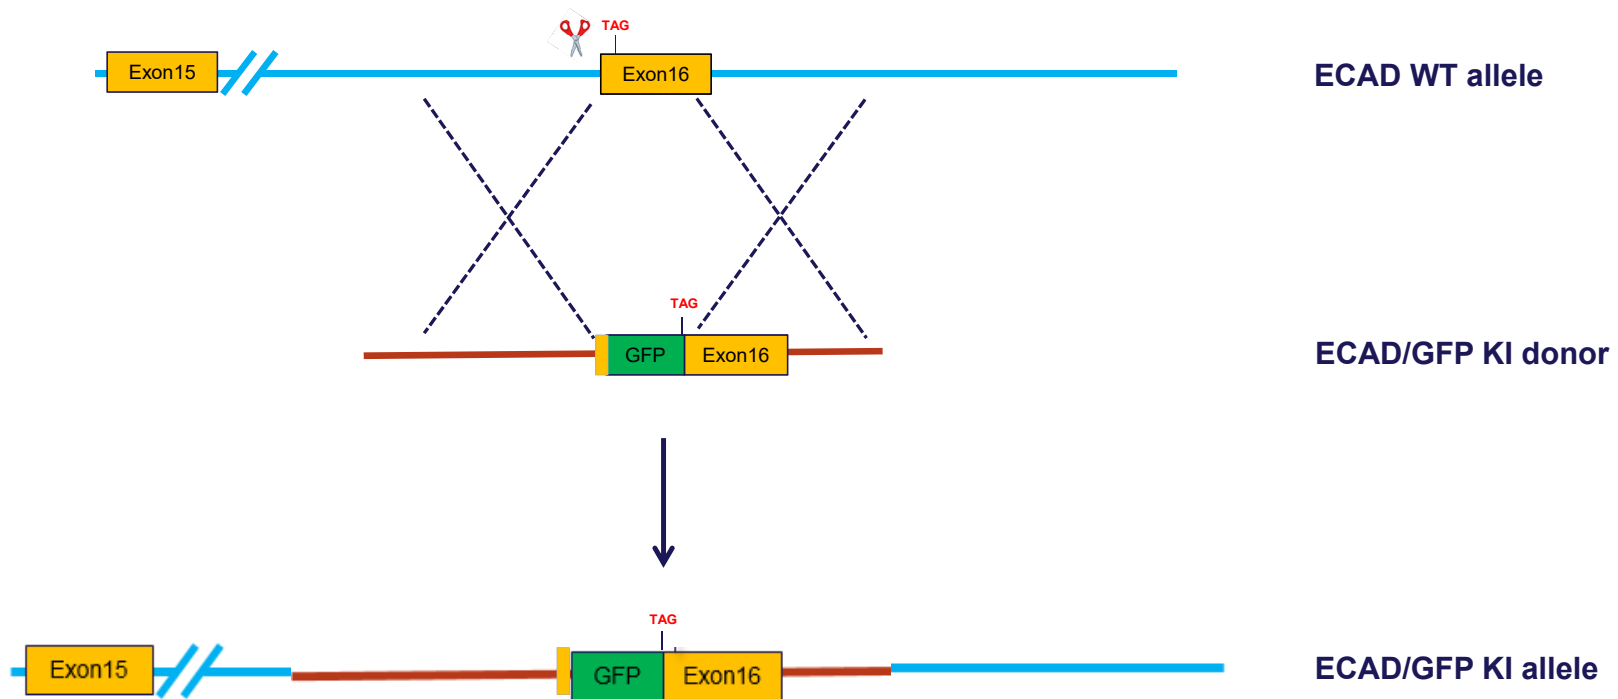 TAG
Exon15
Exon16
ECAD WT allele
TAG
GFP
Exon16
ECAD/GFP KI donor
TAG
Exon15
GFP
Exon16
ECAD/GFP KI allele